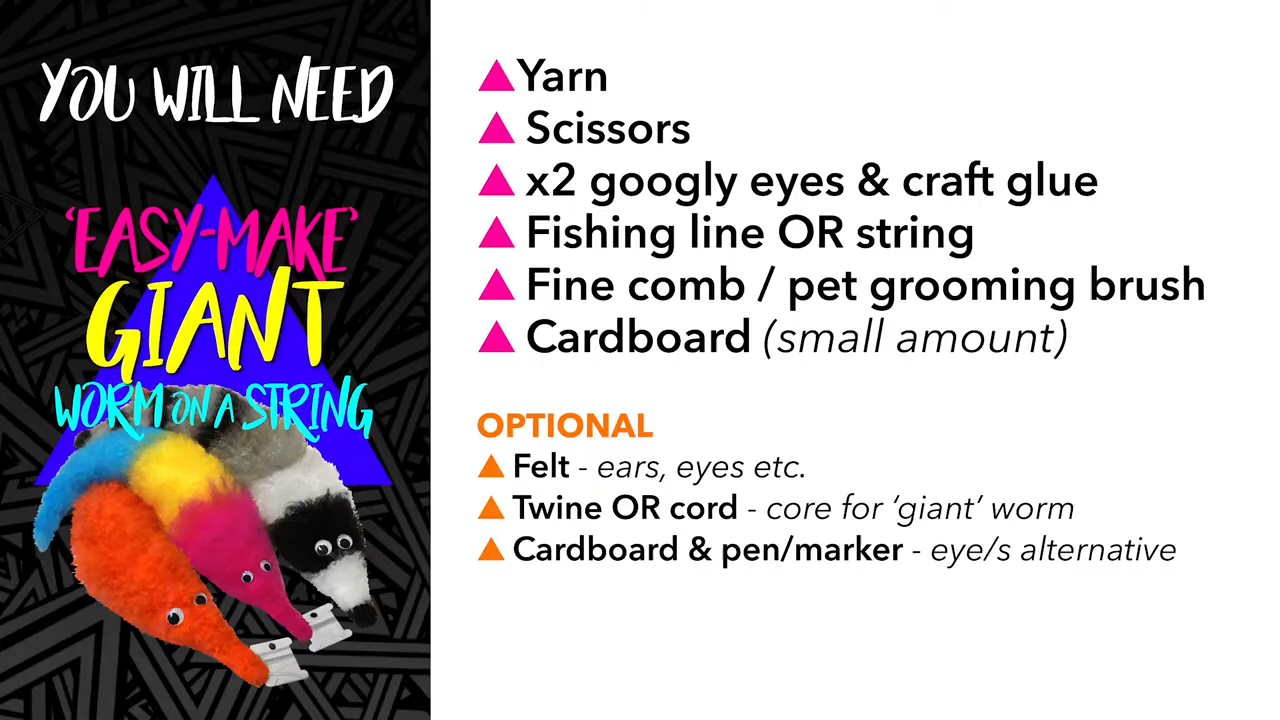 YOU WILL NEED
'EASY-MAKE'
GIANT
WORM ON A STRING
Yarn
Scissors
x2 googly eyes & craft glue
Fishing line OR string
Fine comb / pet grooming brush
Cardboard (small amount)
OPTIONAL
Felt - ears, eyes etc.
Twine OR cord - core for ‘giant’ worm
Cardboard & pen/marker - eye/s alternative